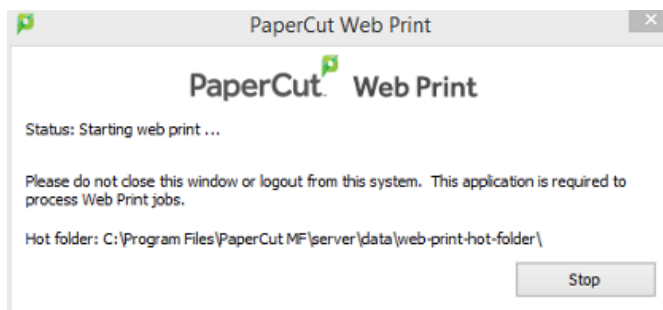 PaperCut Web Print
PaperCut Web Print
Status: Starting web print ...
Please do not close this window or logout from this system. This application is required to
process Web Print jobs.
Hot folder: C:\Program Files\PaperCut MF\server\data\web-print-hot-folder\
Stop